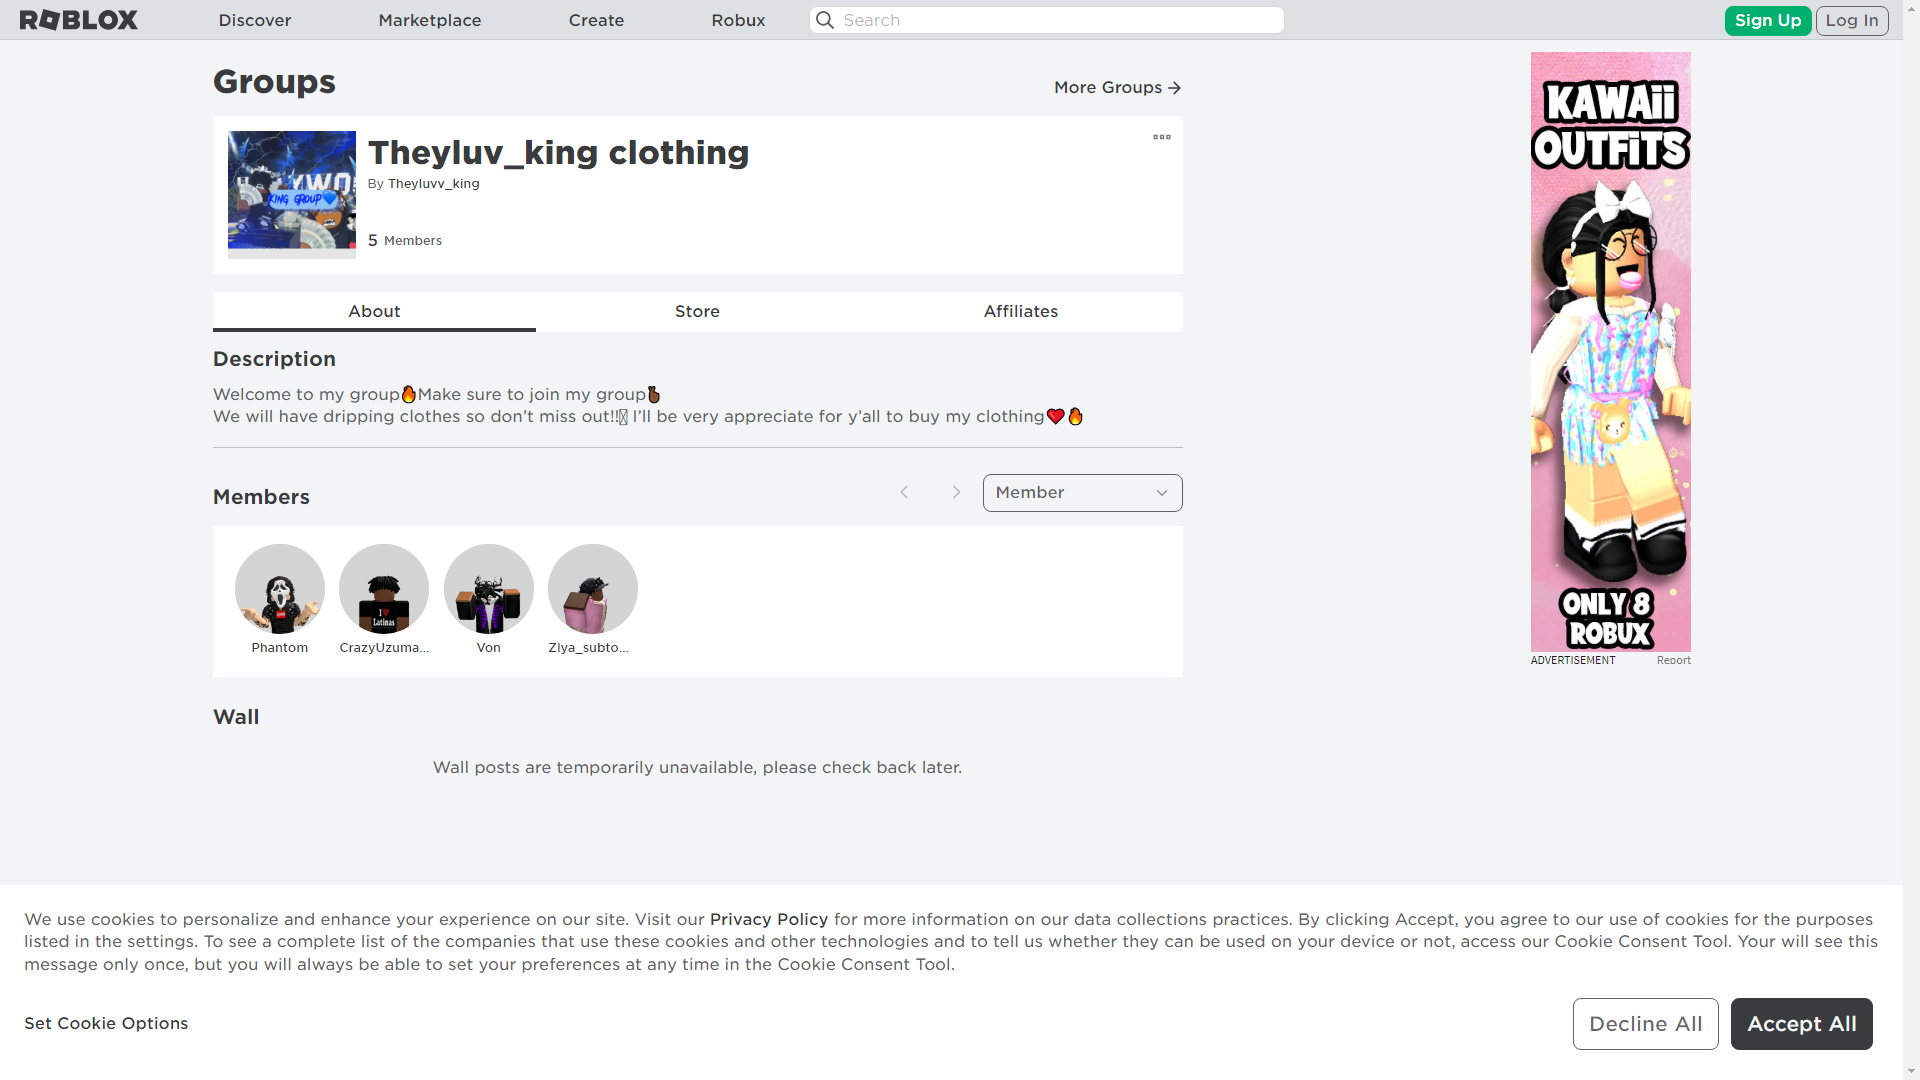 ROBLOX Discover Marketplace Create Robux Search Sign Up Log In
Groups
More Groups →
Theyluv_king clothing
By Theyluvv_king
KING GROUP💙
5 Members
About Store Affiliates
Description
Welcome to my group🔥Make sure to join my group
We will have dripping clothes so don’t miss out!! I’ll be very appreciate for y’all to buy my clothing❤️🔥
Members
Member
I ❤ Latinas
Phantom CrazyUzuma... Von Zlya_subto...
Wall
Wall posts are temporarily unavailable, please check back later.
KAWAii
OUTFiTS
ONLY 8
ROBUX
ADVERTISEMENT Report
We use cookies to personalize and enhance your experience on our site. Visit our Privacy Policy for more information on our data collections practices. By clicking Accept, you agree to our use of cookies for the purposes
listed in the settings. To see a complete list of the companies that use these cookies and other technologies and to tell us whether they can be used on your device or not, access our Cookie Consent Tool. Your will see this
message only once, but you will always be able to set your preferences at any time in the Cookie Consent Tool.
Set Cookie Options
Decline All Accept All